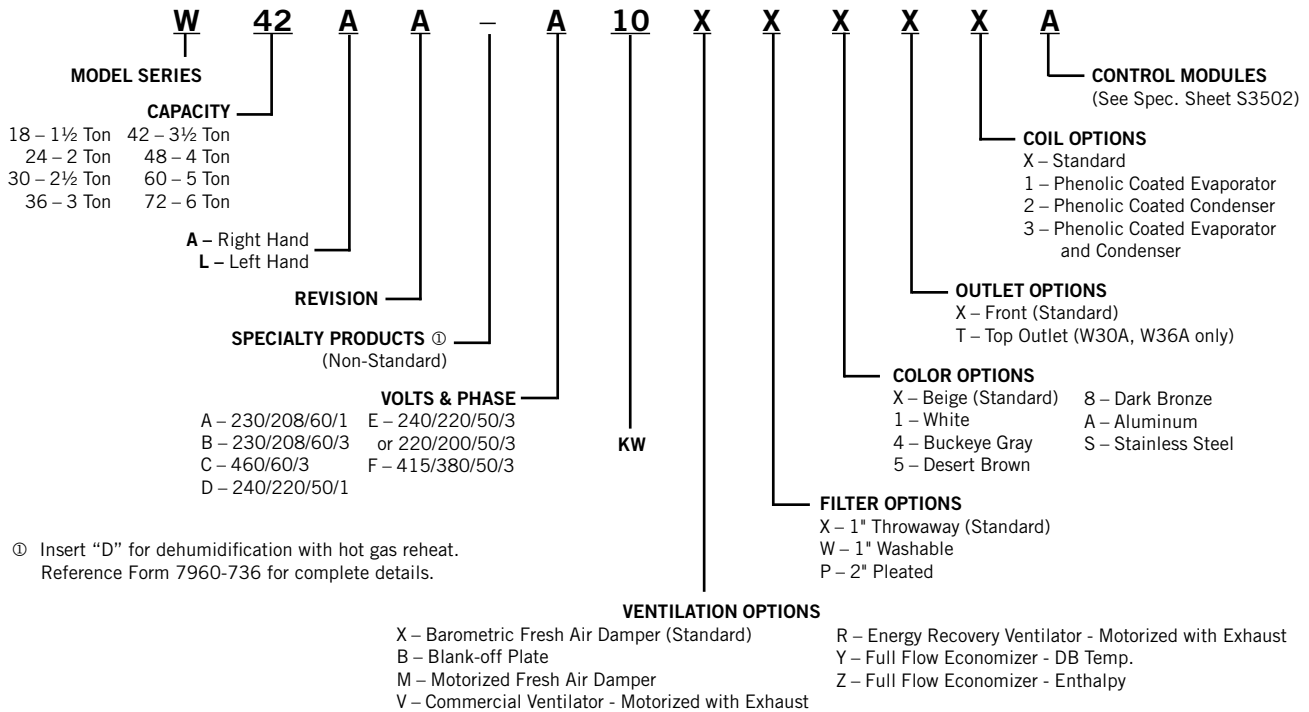 W 42 A A – A 10 X X X X X A
MODEL SERIES
CAPACITY
18 – 1½ Ton 42 – 3½ Ton
24 – 2 Ton 48 – 4 Ton
30 – 2½ Ton 60 – 5 Ton
36 – 3 Ton 72 – 6 Ton
A – Right Hand
L – Left Hand
REVISION
SPECIALTY PRODUCTS ①
(Non-Standard)
VOLTS & PHASE
A – 230/208/60/1 E – 240/220/50/3
B – 230/208/60/3 or 220/200/50/3
C – 460/60/3 F – 415/380/50/3
D – 240/220/50/1
KW
CONTROL MODULES
(See Spec. Sheet S3502)
COIL OPTIONS
X – Standard
1 – Phenolic Coated Evaporator
2 – Phenolic Coated Condenser
3 – Phenolic Coated Evaporator
and Condenser
OUTLET OPTIONS
X – Front (Standard)
T – Top Outlet (W30A, W36A only)
COLOR OPTIONS
X – Beige (Standard) 8 – Dark Bronze
1 – White A – Aluminum
4 – Buckeye Gray S – Stainless Steel
5 – Desert Brown
FILTER OPTIONS
X – 1" Throwaway (Standard)
W – 1" Washable
P – 2" Pleated
① Insert “D” for dehumidification with hot gas reheat.
Reference Form 7960-736 for complete details.
VENTILATION OPTIONS
X – Barometric Fresh Air Damper (Standard) R – Energy Recovery Ventilator - Motorized with Exhaust
B – Blank-off Plate Y – Full Flow Economizer - DB Temp.
M – Motorized Fresh Air Damper Z – Full Flow Economizer - Enthalpy
V – Commercial Ventilator - Motorized with Exhaust